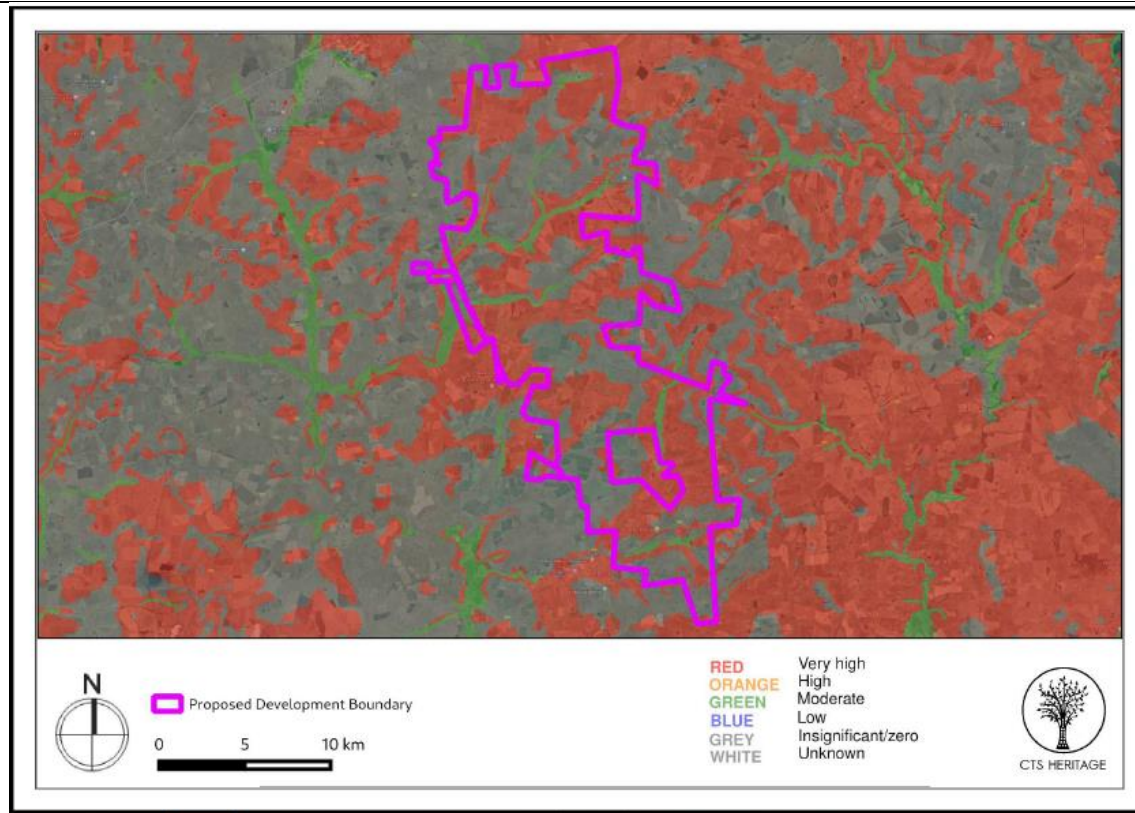 N
Proposed Development Boundary
0 5 10 km
RED Very high
ORANGE High
GREEN Moderate
BLUE Low
GREY Insignificant/zero
WHITE Unknown
CTS HERITAGE